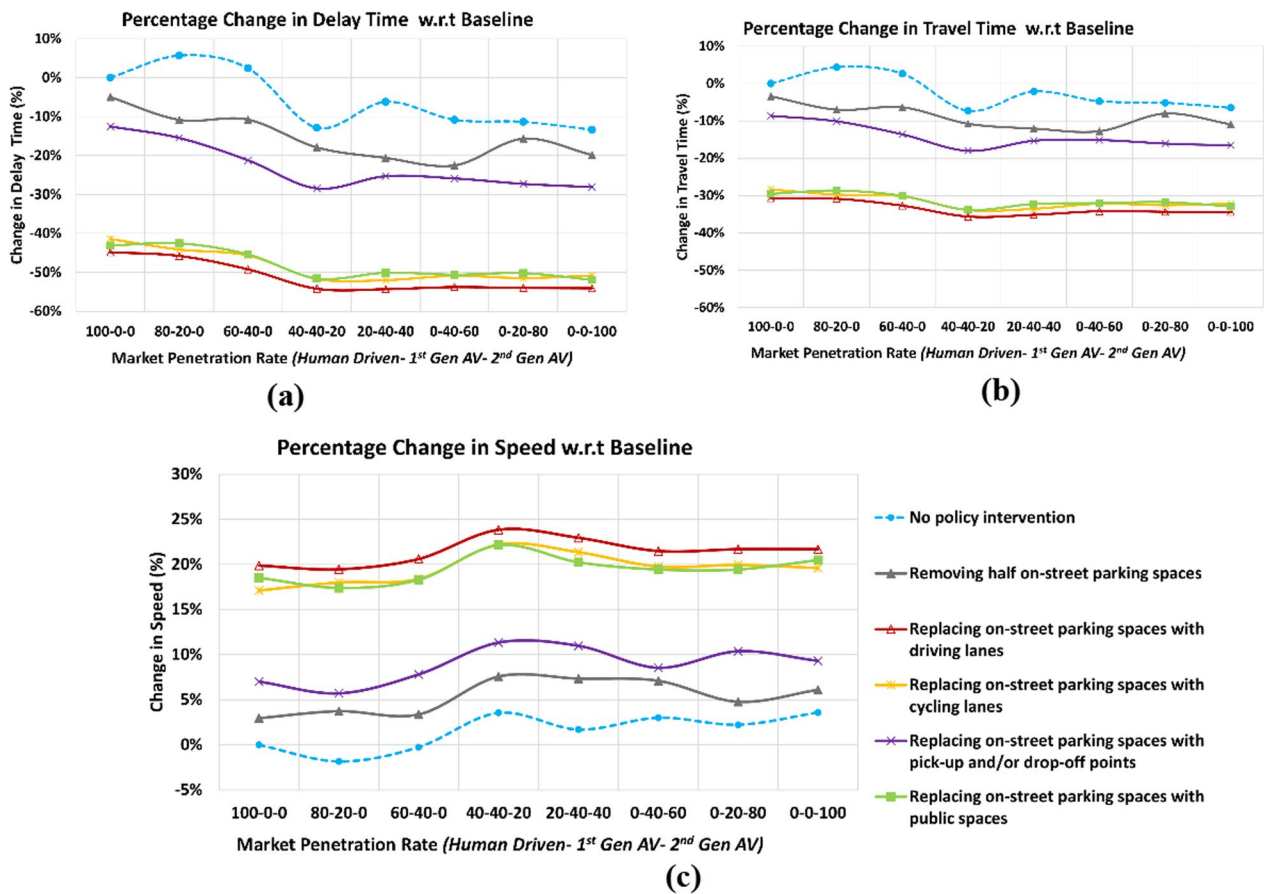 Percentage Change in Delay Time w.r.t Baseline
10%
0%
-10%
-20%
-30%
-40%
-50%
-60%
Change in Delay Time (%)
100-0-0 80-20-0 60-40-0 40-40-20 20-40-40 0-40-60 0-20-80 0-0-100
Market Penetration Rate (Human Driven- 1st Gen AV- 2nd Gen AV)
(a)
Percentage Change in Travel Time w.r.t Baseline
10%
0%
-10%
-20%
-30%
-40%
-50%
-60%
Change in Travel Time (%)
100-0-0 80-20-0 60-40-0 40-40-20 20-40-40 0-40-60 0-20-80 0-0-100
Market Penetration Rate (Human Driven- 1st Gen AV- 2nd Gen AV)
(b)
Percentage Change in Speed w.r.t Baseline
30%
25%
20%
15%
10%
5%
0%
-5%
Change in Speed (%)
100-0-0 80-20-0 60-40-0 40-40-20 20-40-40 0-40-60 0-20-80 0-0-100
Market Penetration Rate (Human Driven- 1st Gen AV- 2nd Gen AV)
(c)
No policy intervention
Removing half on-street parking spaces
Replacing on-street parking spaces with
driving lanes
Replacing on-street parking spaces with
cycling lanes
Replacing on-street parking spaces with
pick-up and/or drop-off points
Replacing on-street parking spaces with
public spaces